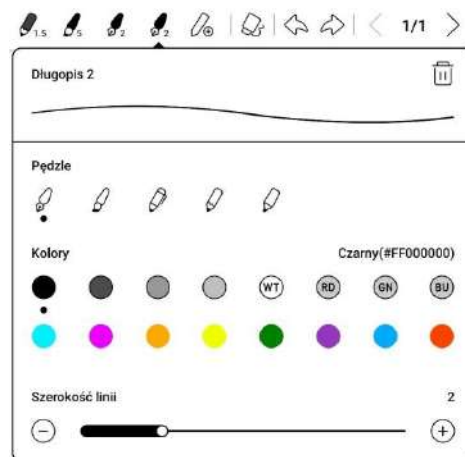 1.5 5 2 2 1/1
Długopis 2
Pędzle
Kolory Czarny(#FF000000)
WT RD GN BU
Szerokość linii 2